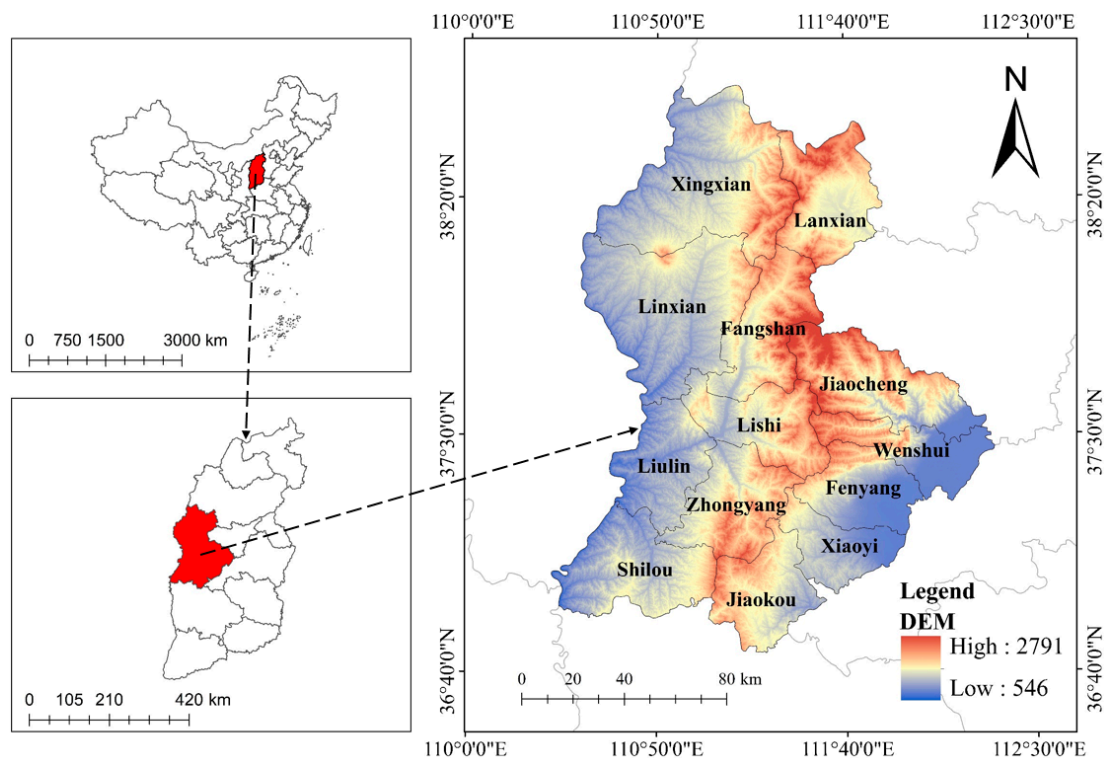 0 750 1500 3000 km
0 105 210 420 km
110°0'0"E 110°50'0"E 111°40'0"E 112°30'0"E
38°20'0"N
37°30'0"N
36°40'0"N
38°20'0"N
37°30'0"N
36°40'0"N
N
Xingxian
Lanxian
Linxian
Fangshan
Jiaocheng
Lishi
Wenshui
Liulin
Fenyang
Zhongyang
Xiaoyi
Shilou
Jiaokou
Legend
DEM
High : 2791
Low : 546
0 20 40 80 km
110°0'0"E 110°50'0"E 111°40'0"E 112°30'0"E